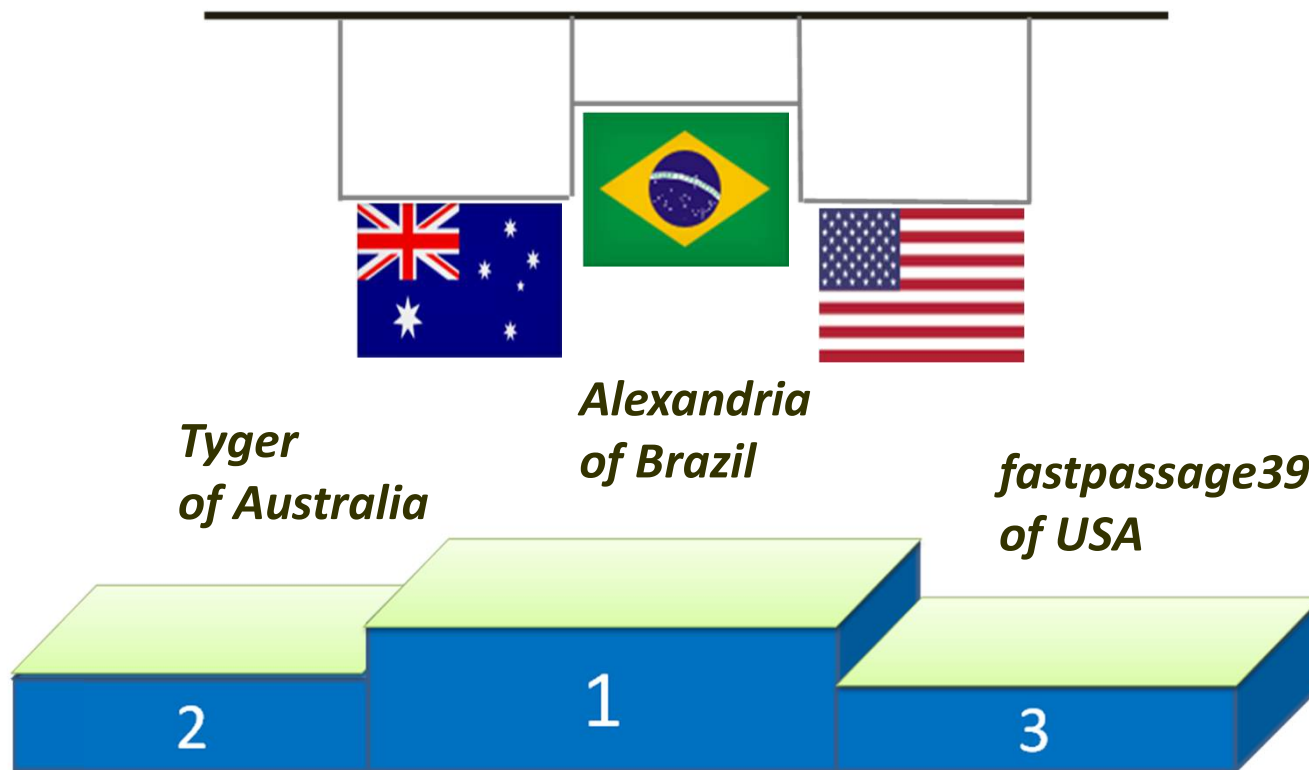 Alexandria
of Brazil
Tyger
of Australia
fastpassage39
of USA
2
1
3